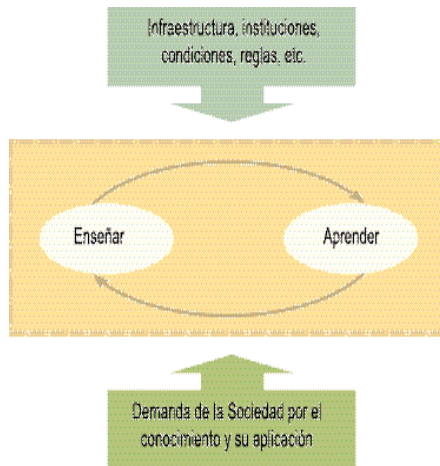 Infraestructura, instituciones,
condiciones, reglas, etc.
Enseñar
Aprender
Demanda de la Sociedad por el
conocimiento y su aplicación